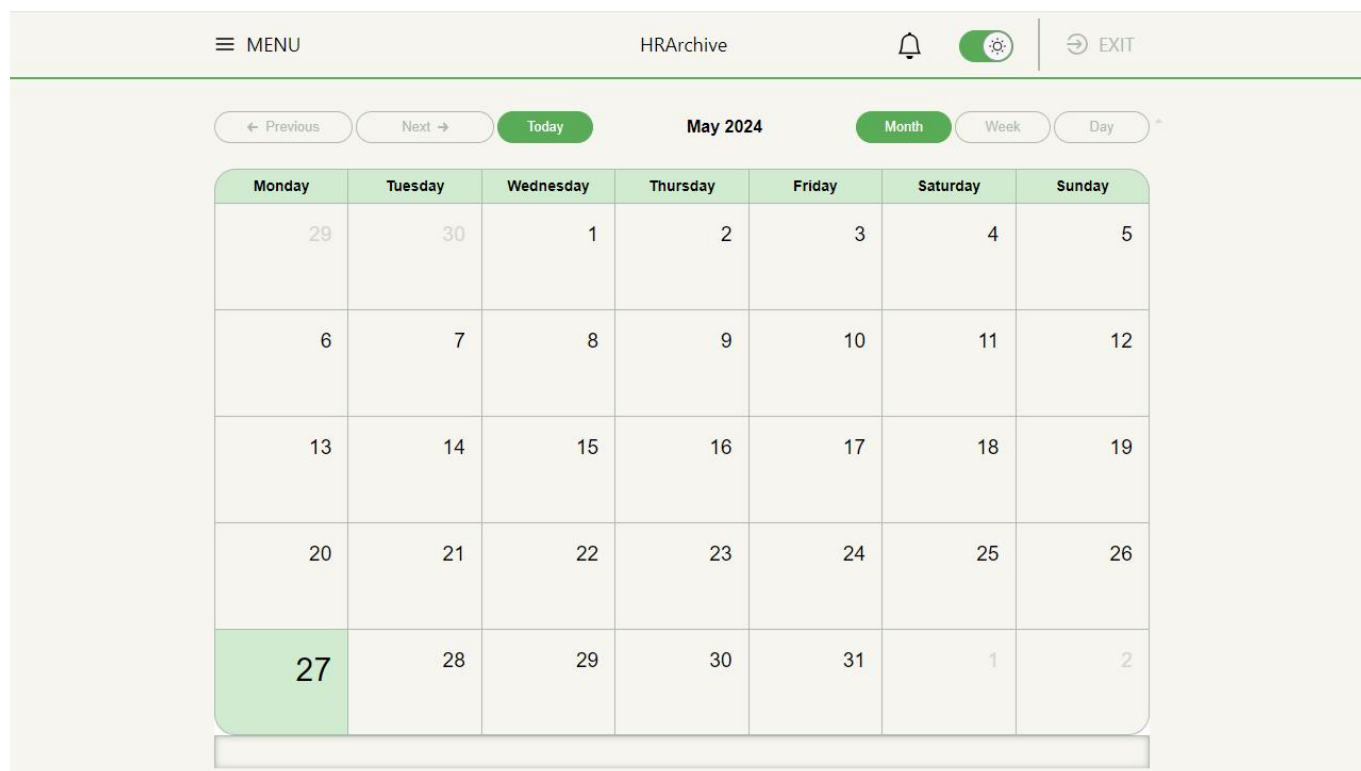 MENU HRArchive EXIT
← Previous Next → Today May 2024 Month Week Day
Monday Tuesday Wednesday Thursday Friday Saturday Sunday
29 30 1 2 3 4 5
6 7 8 9 10 11 12
13 14 15 16 17 18 19
20 21 22 23 24 25 26
27 28 29 30 31 1 2